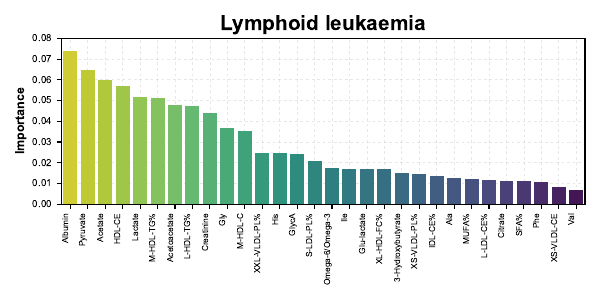 Lymphoid leukaemia
Importance
0.08
0.07
0.06
0.05
0.04
0.03
0.02
0.01
0.00
Albumin
Pyruvate
Acetate
HDL-CE
Lactate
M-HDL-TG%
Acetoacetate
L-HDL-TG%
Creatinine
Gly
M-HDL-C
XXL-VLDL-PL%
His
GlycA
S-LDL-PL%
Omega-6/Omega-3
Ile
Glu-lactate
XL-HDL-FC%
3-Hydroxybutyrate
XS-VLDL-PL%
IDL-CE%
Ala
MUFA%
L-LDL-CE%
Citrate
SFA%
Phe
XS-VLDL-CE
Val